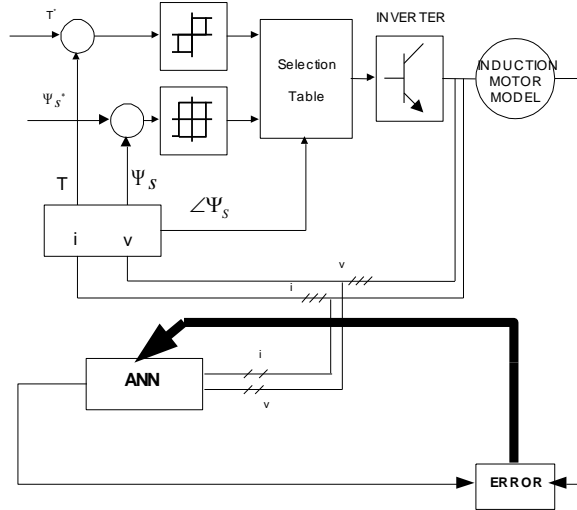 T*
INVERTER
Selection
Table
INDUCTION
MOTOR
MODEL
Ψs*
T
Ψs
∠Ψs
i v
v
i
i
ANN
v
ERROR